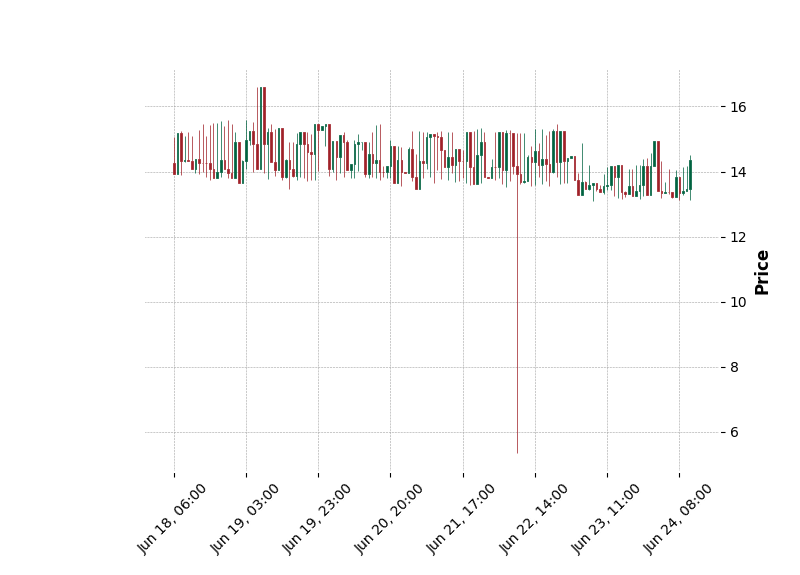 16
14
12
10
8
6
Price
Jun 18, 06:00
Jun 19, 03:00
Jun 19, 23:00
Jun 20, 20:00
Jun 21, 17:00
Jun 22, 14:00
Jun 23, 11:00
Jun 24, 08:00